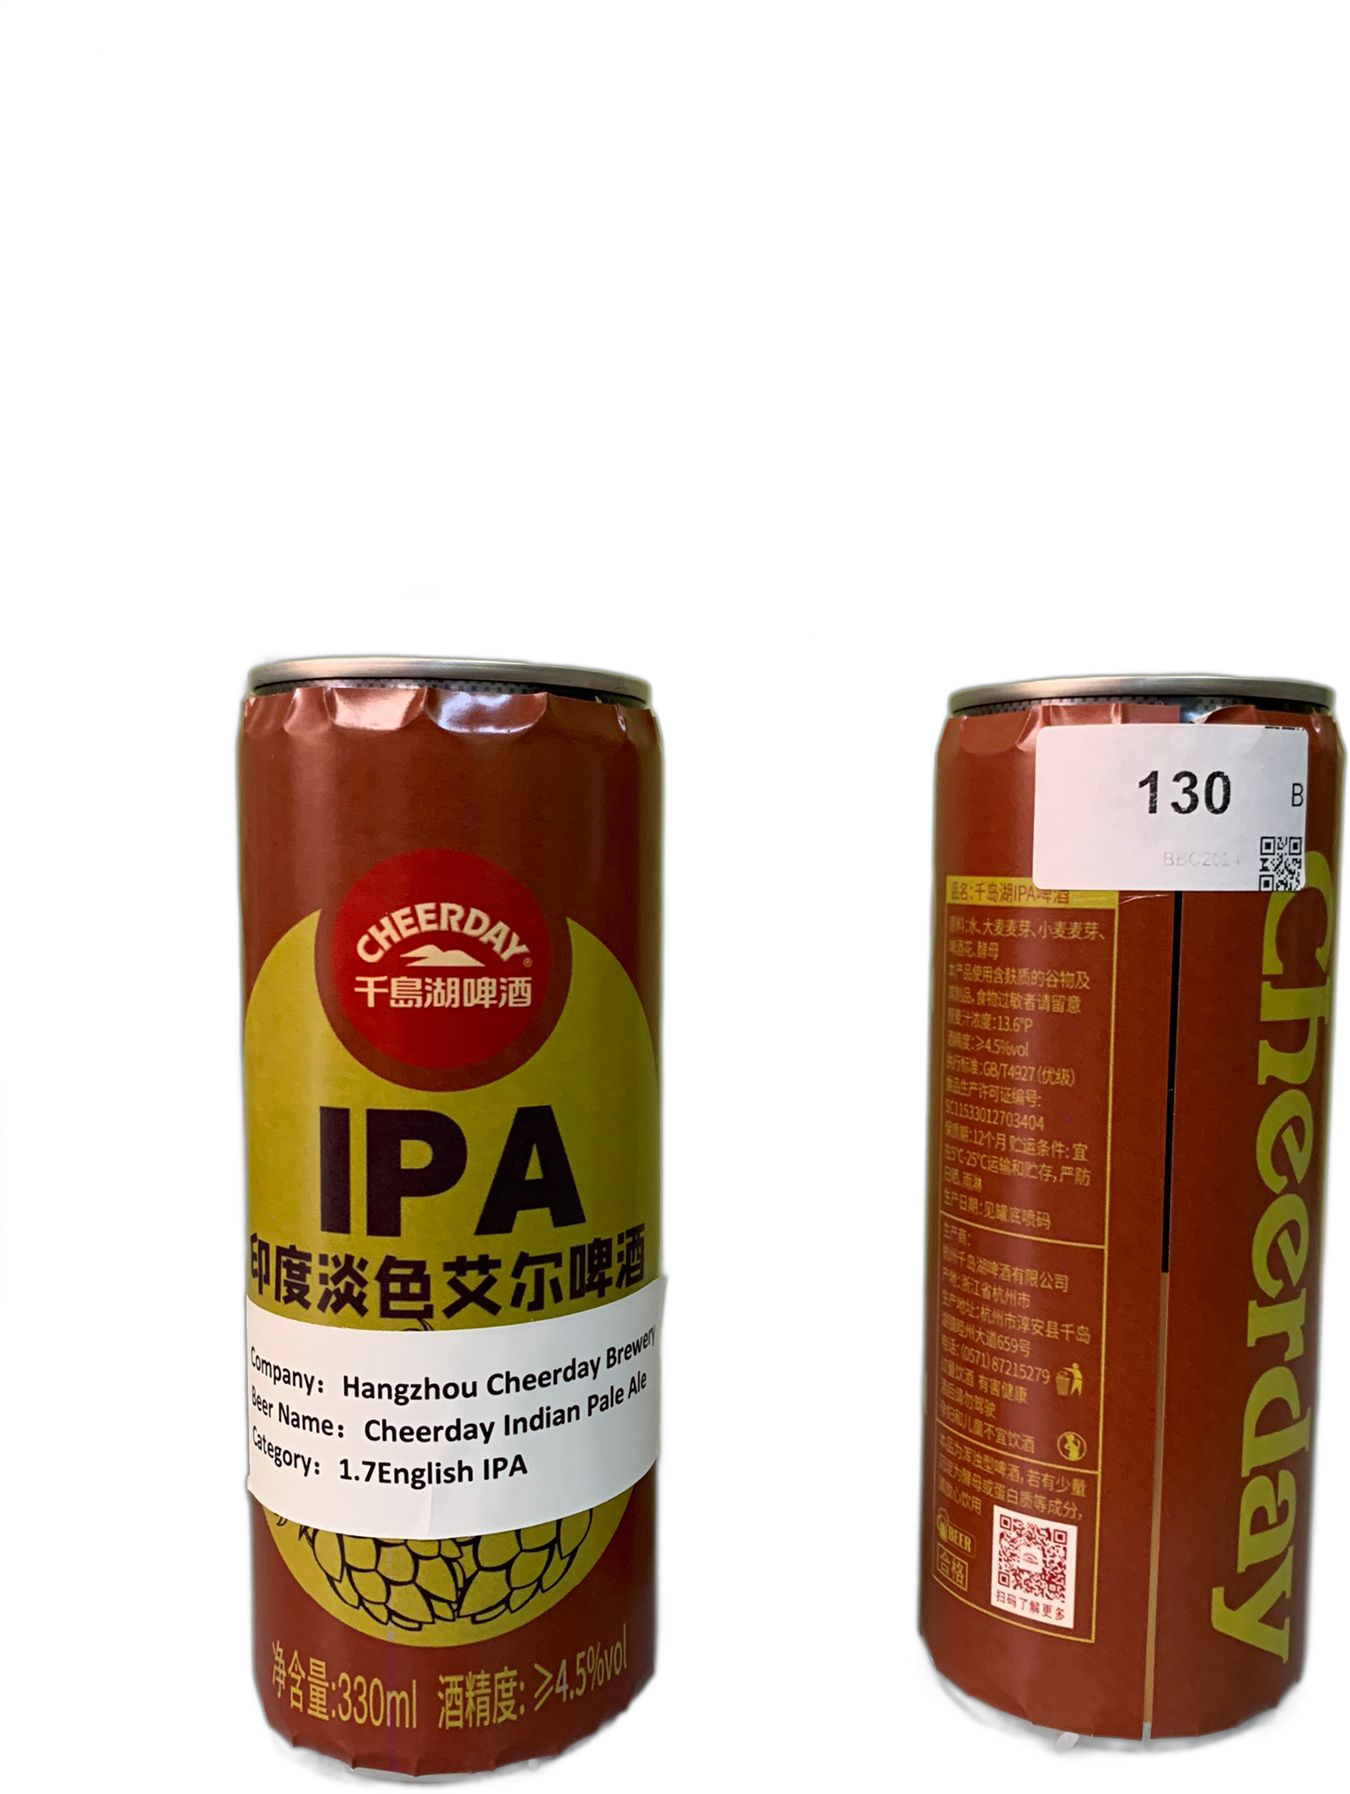 CHEERDAY®
千島湖啤酒
IPA
印度淡色艾尔啤酒
Company：Hangzhou Cheerday Brewery
Beer Name：Cheerday Indian Pale Ale
Category：1.7English IPA
净含量:330ml 酒精度:≥4.5%vol
130
B
品名:千岛湖IPA啤酒
原料:水、大麦麦芽、小麦麦芽、
啤酒花、酵母
本产品使用含麸质的谷物及
其制品,食物过敏者请留意
原麦汁浓度:13.6°P
酒精度:≥4.5%vol
执行标准:GB/T4927(优级)
食品生产许可证编号:
SC11533012703404
保质期:12个月 贮运条件:宜
在5℃-25℃运输和贮存,严防
日晒、雨淋
生产日期:见罐底喷码
生产商:
杭州千岛湖啤酒有限公司
产地:浙江省杭州市
生产地址:杭州市淳安县千岛
湖镇睦州大道659号
电话:(0571)87215279
过量饮酒 有害健康
酒后请勿驾驶
孕妇和儿童不宜饮酒
本品为浑浊型啤酒,若有少量
沉淀为酵母或蛋白质等成分,
请放心饮用
BEER
合格
扫码了解更多
Cheerday